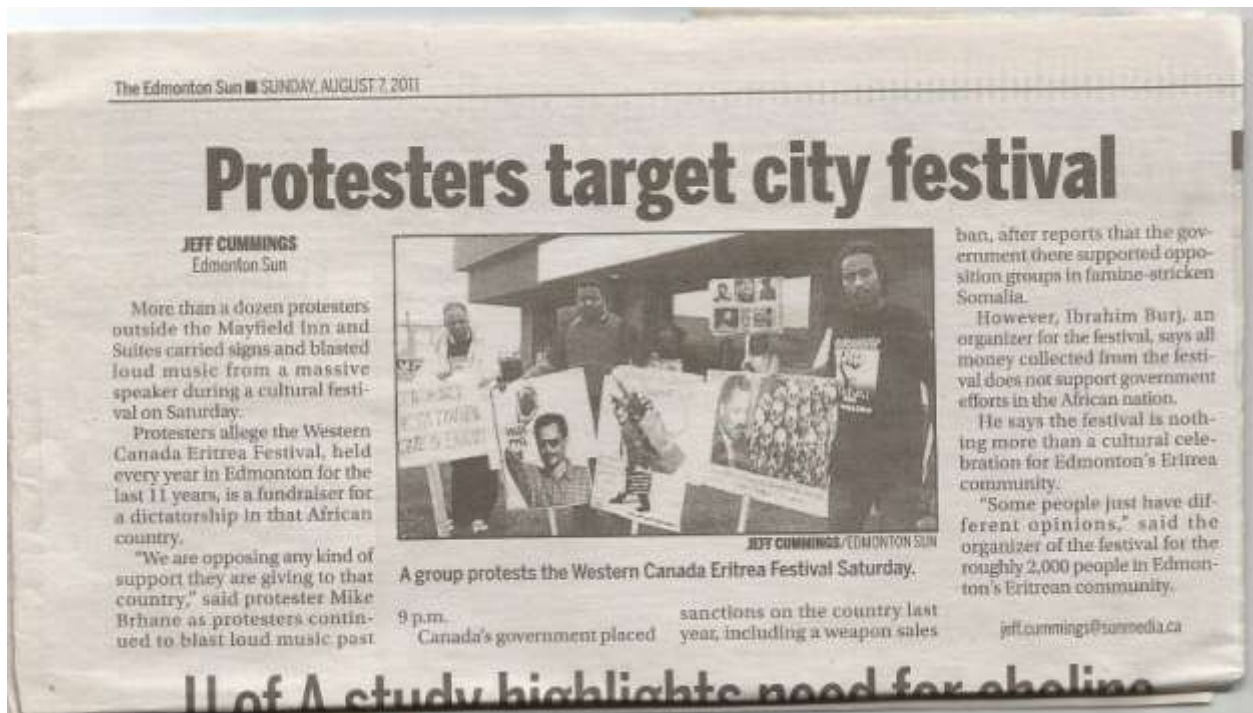 The Edmonton Sun ■ SUNDAY, AUGUST 7, 2011
Protesters target city festival
JEFF CUMMINGS
Edmonton Sun
More than a dozen protesters
outside the Mayfield Inn and
Suites carried signs and blasted
loud music from a massive
speaker during a cultural festi-
val on Saturday.
Protesters allege the Western
Canada Eritrea Festival, held
every year in Edmonton for the
last 11 years, is a fundraiser for
a dictatorship in that African
country.
"We are opposing any kind of
support they are giving to that
country," said protester Mike
Brhane as protesters contin-
ued to blast loud music past
JEFF CUMMINGS/EDMONTON SUN
A group protests the Western Canada Eritrea Festival Saturday.
9 p.m.
Canada's government placed
sanctions on the country last
year, including a weapon sales
ban, after reports that the gov-
ernment there supported oppo-
sition groups in famine-stricken
Somalia.
However, Ibrahim Burj, an
organizer for the festival, says all
money collected from the festi-
val does not support government
efforts in the African nation.
He says the festival is noth-
ing more than a cultural cele-
bration for Edmonton's Eritrea
community.
"Some people just have dif-
ferent opinions," said the
organizer of the festival for the
roughly 2,000 people in Edmon-
ton's Eritrean community.
jeff.cummings@sunmedia.ca
U of A study highlights need for choline